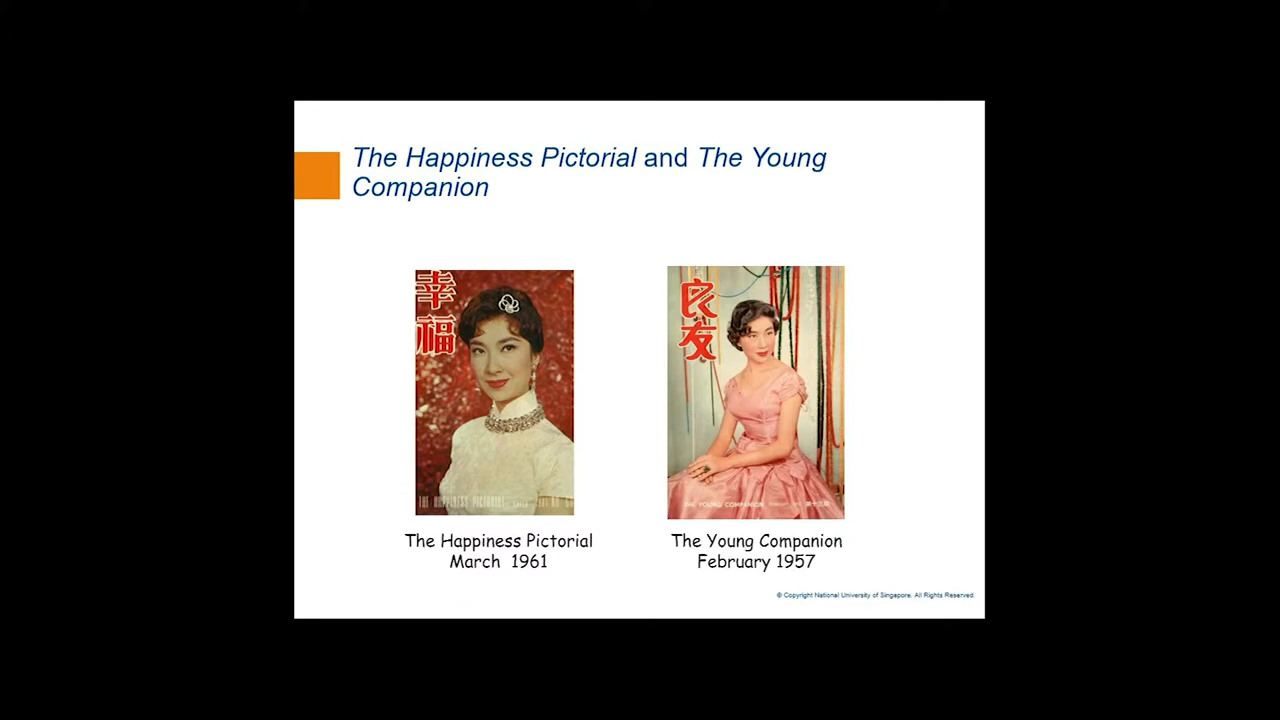 The Happiness Pictorial and The Young
Companion
幸
福
THE HAPPINESS PICTORIAL
良
友
THE YOUNG COMPANION
The Happiness Pictorial
March 1961
The Young Companion
February 1957
© Copyright National University of Singapore. All Rights Reserved.